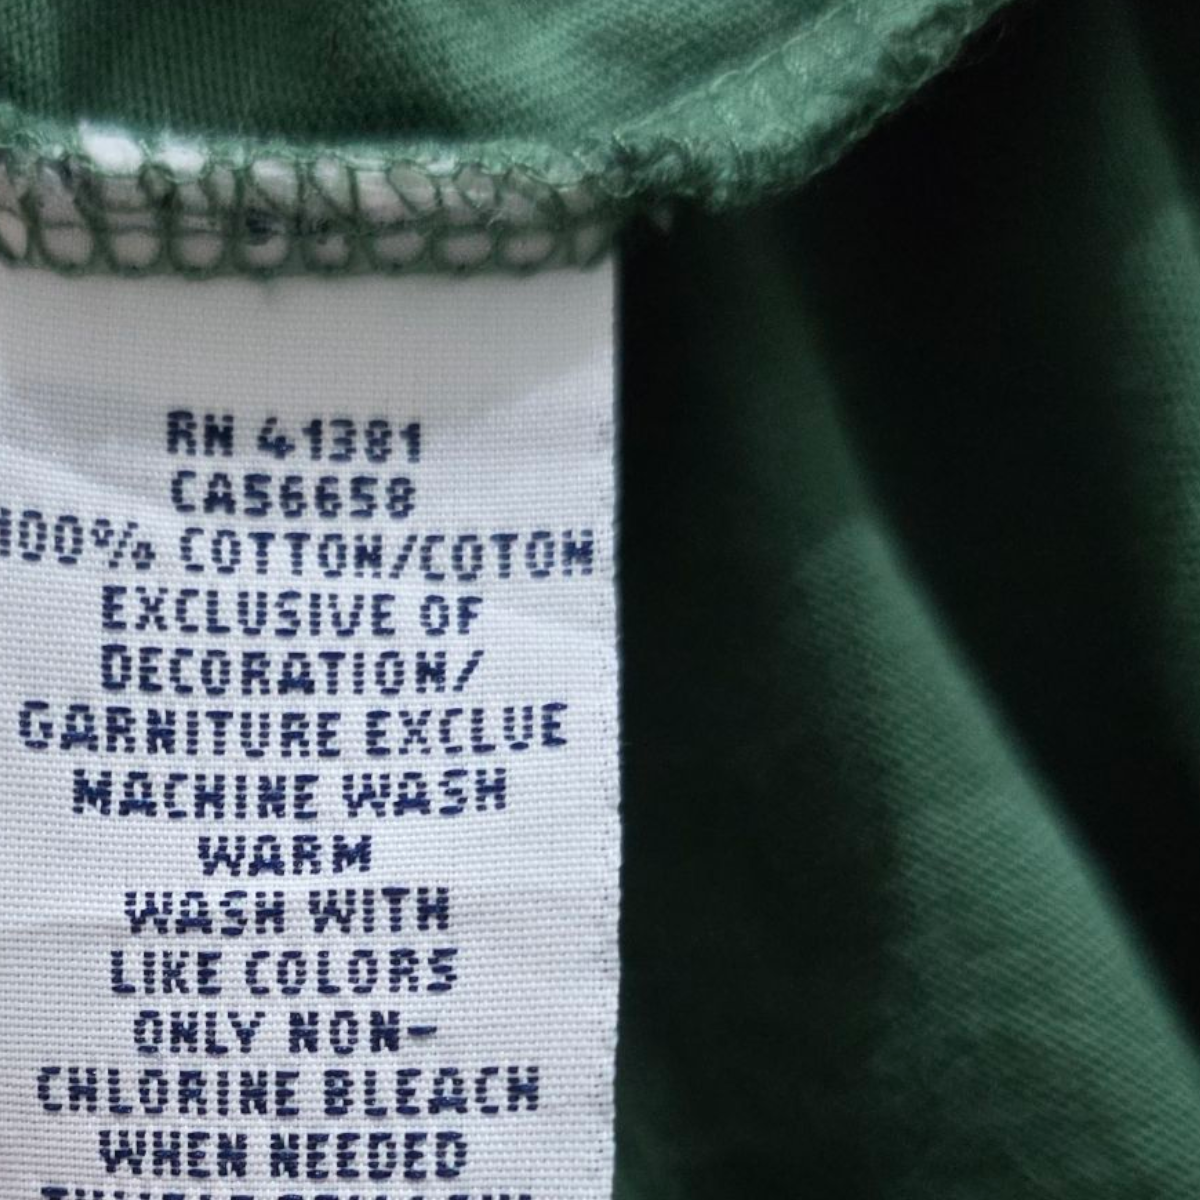 RN 41381
CA56658
100% COTTON/COTON
EXCLUSIVE OF
DECORATION/
GARNITURE EXCLUE
MACHINE WASH
WARM
WASH WITH
LIKE COLORS
ONLY NON-
CHLORINE BLEACH
WHEN NEEDED